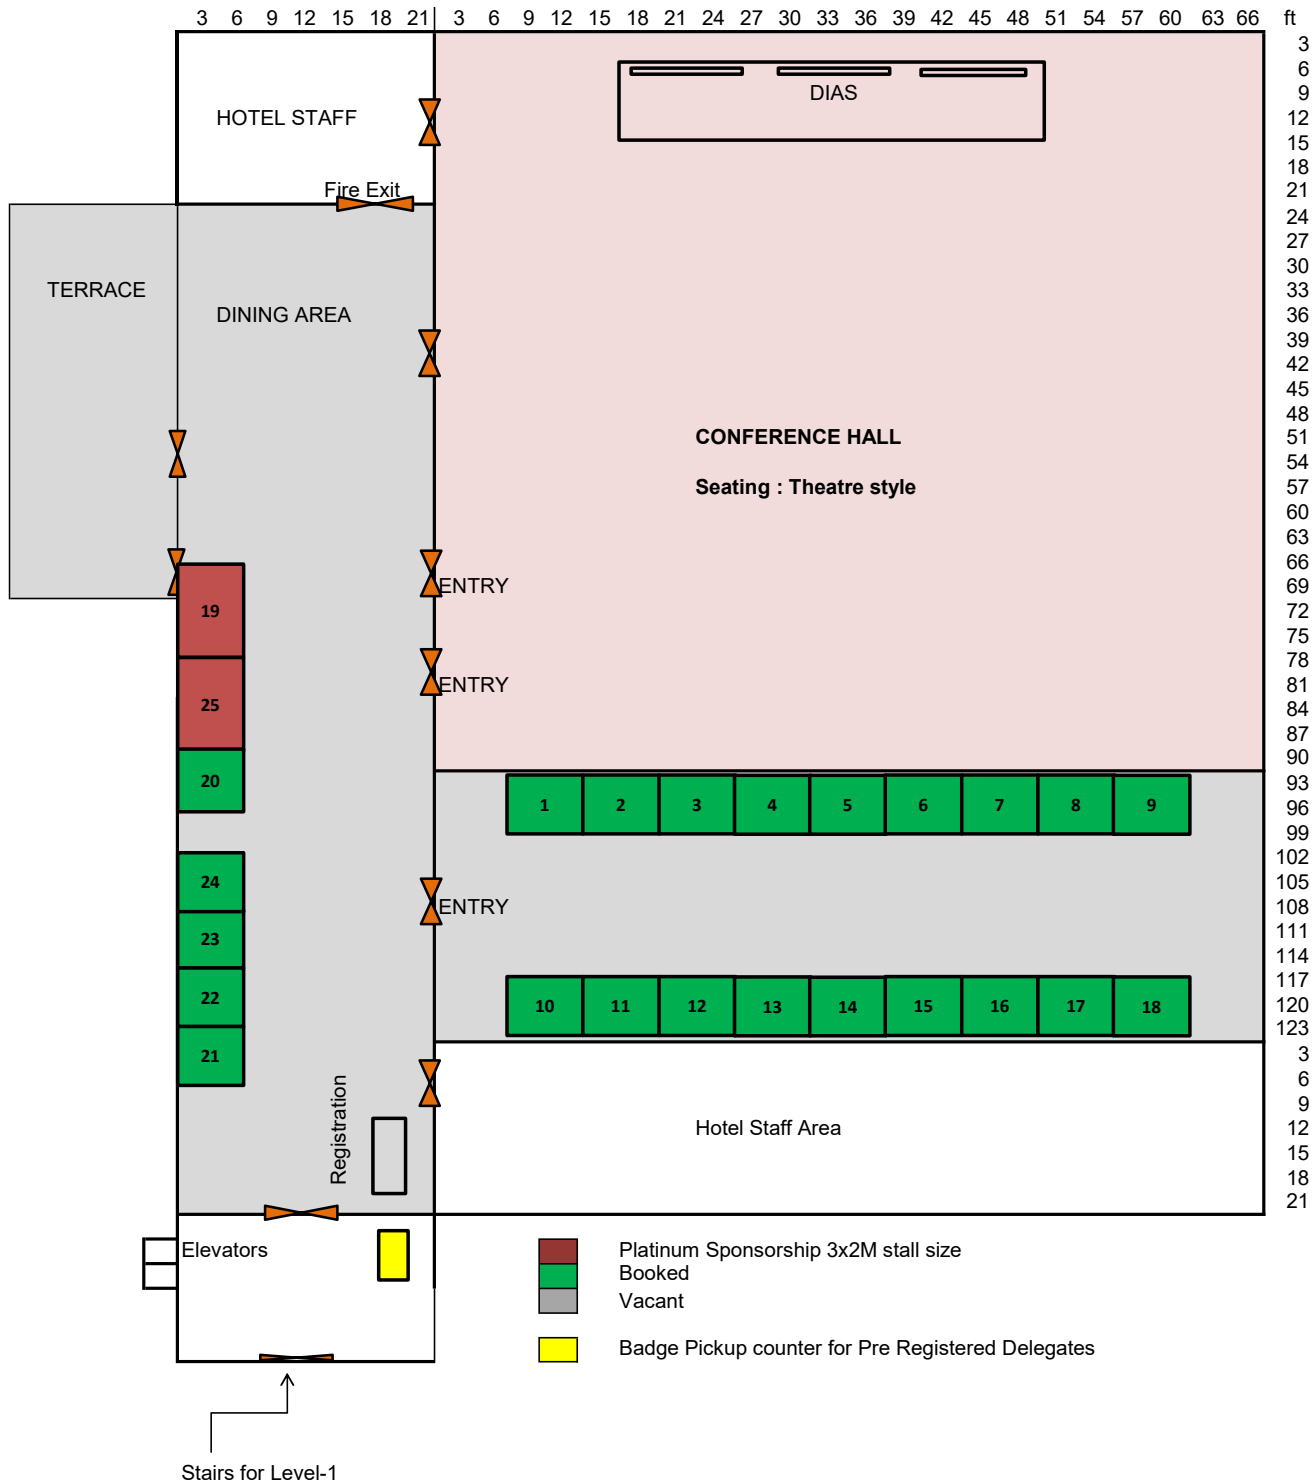 3 6 9 12 15 18 21 3 6 9 12 15 18 21 24 27 30 33 36 39 42 45 48 51 54 57 60 63 66 ft
3
6
DIAS 9
HOTEL STAFF 12
15
18
Fire Exit 21
24
27
30
TERRACE 33
DINING AREA 36
39
42
45
48
CONFERENCE HALL 51
54
Seating : Theatre style 57
60
63
66
ENTRY 69
19 72
75
78
ENTRY 81
25 84
87
90
20 93
1 2 3 4 5 6 7 8 9 96
99
102
24 105
ENTRY 108
23 111
114
117
22 10 11 12 13 14 15 16 17 18 120
123
21 3
6
9
Registration
Hotel Staff Area 12
15
18
21
Elevators
Platinum Sponsorship 3x2M stall size
Booked
Vacant
Badge Pickup counter for Pre Registered Delegates
Stairs for Level-1